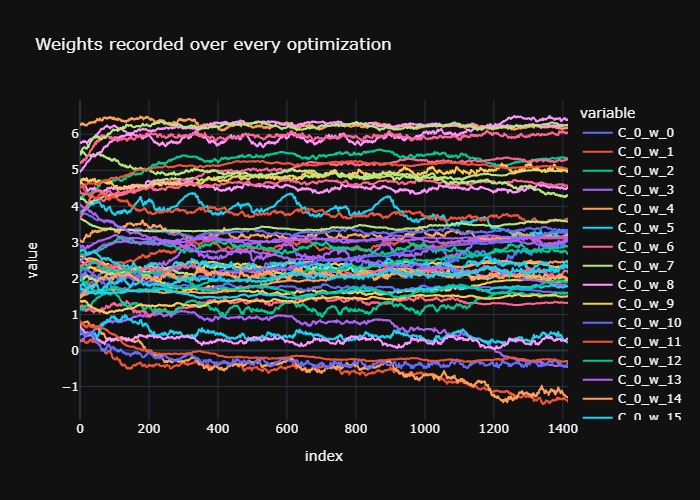 Weights recorded over every optimization
variable
6
5
4
3
2
1
0
−1
value
0 200 400 600 800 1000 1200 1400
index
C_0_w_0
C_0_w_1
C_0_w_2
C_0_w_3
C_0_w_4
C_0_w_5
C_0_w_6
C_0_w_7
C_0_w_8
C_0_w_9
C_0_w_10
C_0_w_11
C_0_w_12
C_0_w_13
C_0_w_14
C_0_w_15